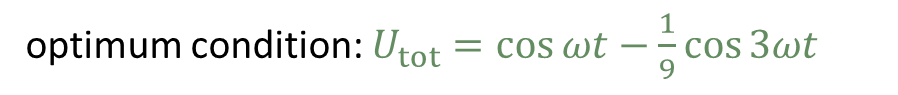 optimum condition: U_tot = cos ωt − 1/9 cos 3ωt